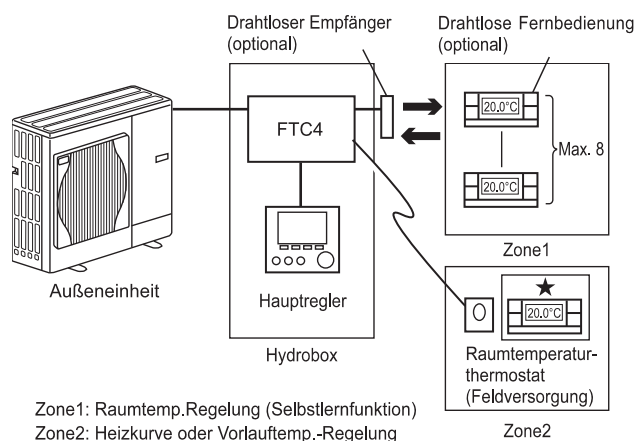 Drahtloser Empfänger
(optional)
Drahtlose Fernbedienung
(optional)
FTC4
20.0°C
Max. 8
20.0°C
Zone1
Außeneinheit
Hauptregler
Hydrobox
20.0°C
Raumtemperatur-
thermostat
(Feldversorgung)
Zone2
Zone1: Raumtemp.Regelung (Selbstlernfunktion)
Zone2: Heizkurve oder Vorlauftemp.-Regelung